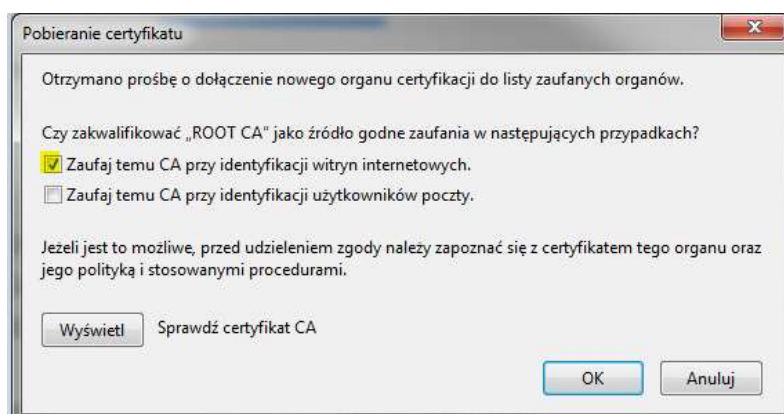 Pobieranie certyfikatu
Otrzymano prośbę o dołączenie nowego organu certyfikacji do listy zaufanych organów.
Czy zakwalifikować „ROOT CA” jako źródło godne zaufania w następujących przypadkach?
Zaufaj temu CA przy identyfikacji witryn internetowych.
Zaufaj temu CA przy identyfikacji użytkowników poczty.
Jeżeli jest to możliwe, przed udzieleniem zgody należy zapoznać się z certyfikatem tego organu oraz
jego polityką i stosowanymi procedurami.
Wyświetl Sprawdź certyfikat CA
OK Anuluj